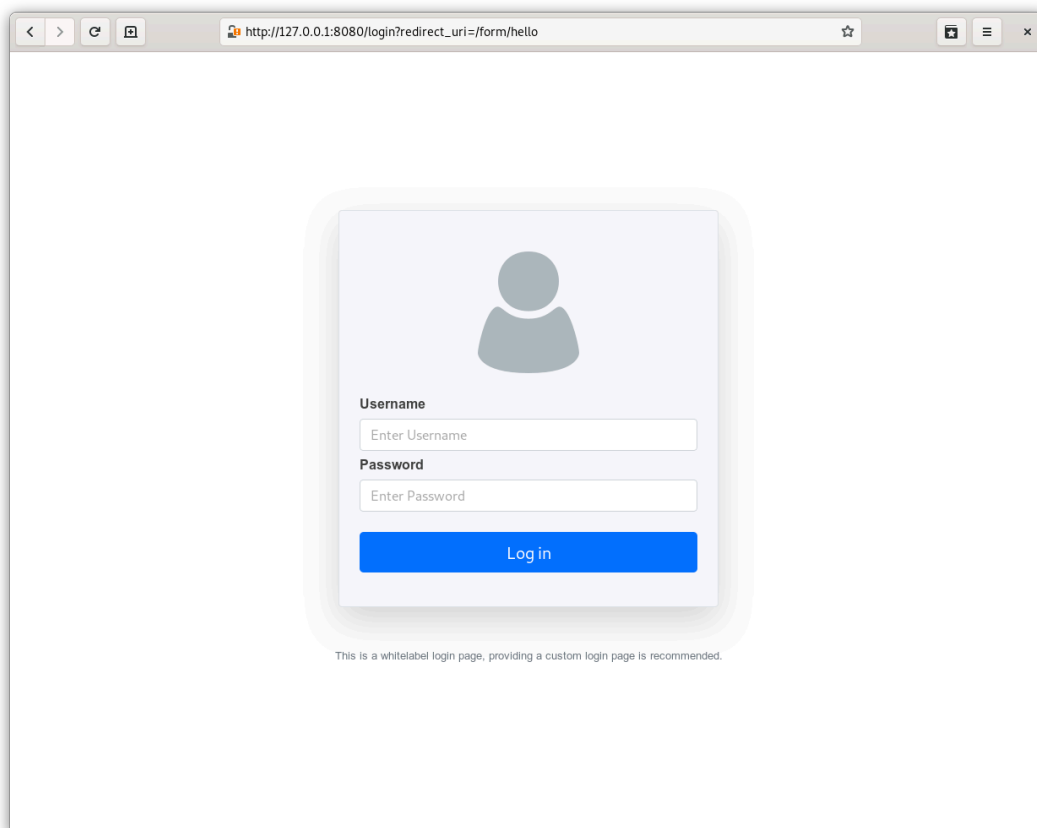 http://127.0.0.1:8080/login?redirect_uri=/form/hello
Username
Enter Username
Password
Enter Password
Log in
This is a whitelabel login page, providing a custom login page is recommended.